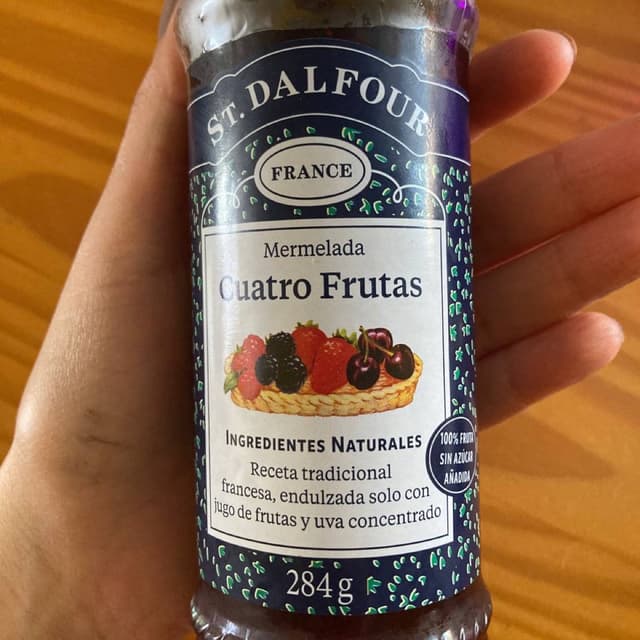 ST. DALFOUR
FRANCE
Mermelada
Cuatro Frutas
INGREDIENTES NATURALES
Receta tradicional
francesa, endulzada solo con
jugo de frutas y uva concentrado
100% FRUTA
SIN AZÚCAR
AÑADIDA
284 g